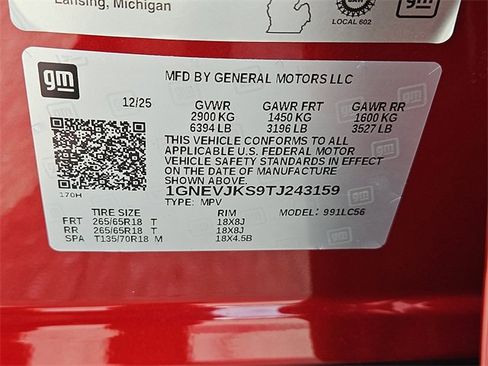 Lansing, Michigan
LOCAL 602
gm
gm
MFD BY GENERAL MOTORS LLC
12/25 GVWR GAWR FRT GAWR RR
2900 KG 1450 KG 1600 KG
6394 LB 3196 LB 3527 LB
THIS VEHICLE CONFORMS TO ALL
APPLICABLE U.S. FEDERAL MOTOR
VEHICLE SAFETY STANDARDS IN EFFECT
ON THE DATE OF MANUFACTURE
SHOWN ABOVE.
170H 1GNEVJKS9TJ243159
TYPE: MPV
TIRE SIZE RIM MODEL: 991LC56
FRT 265/65R18 T 18X8J
RR 265/65R18 T 18X8J
SPA T135/70R18 M 18X4.5B